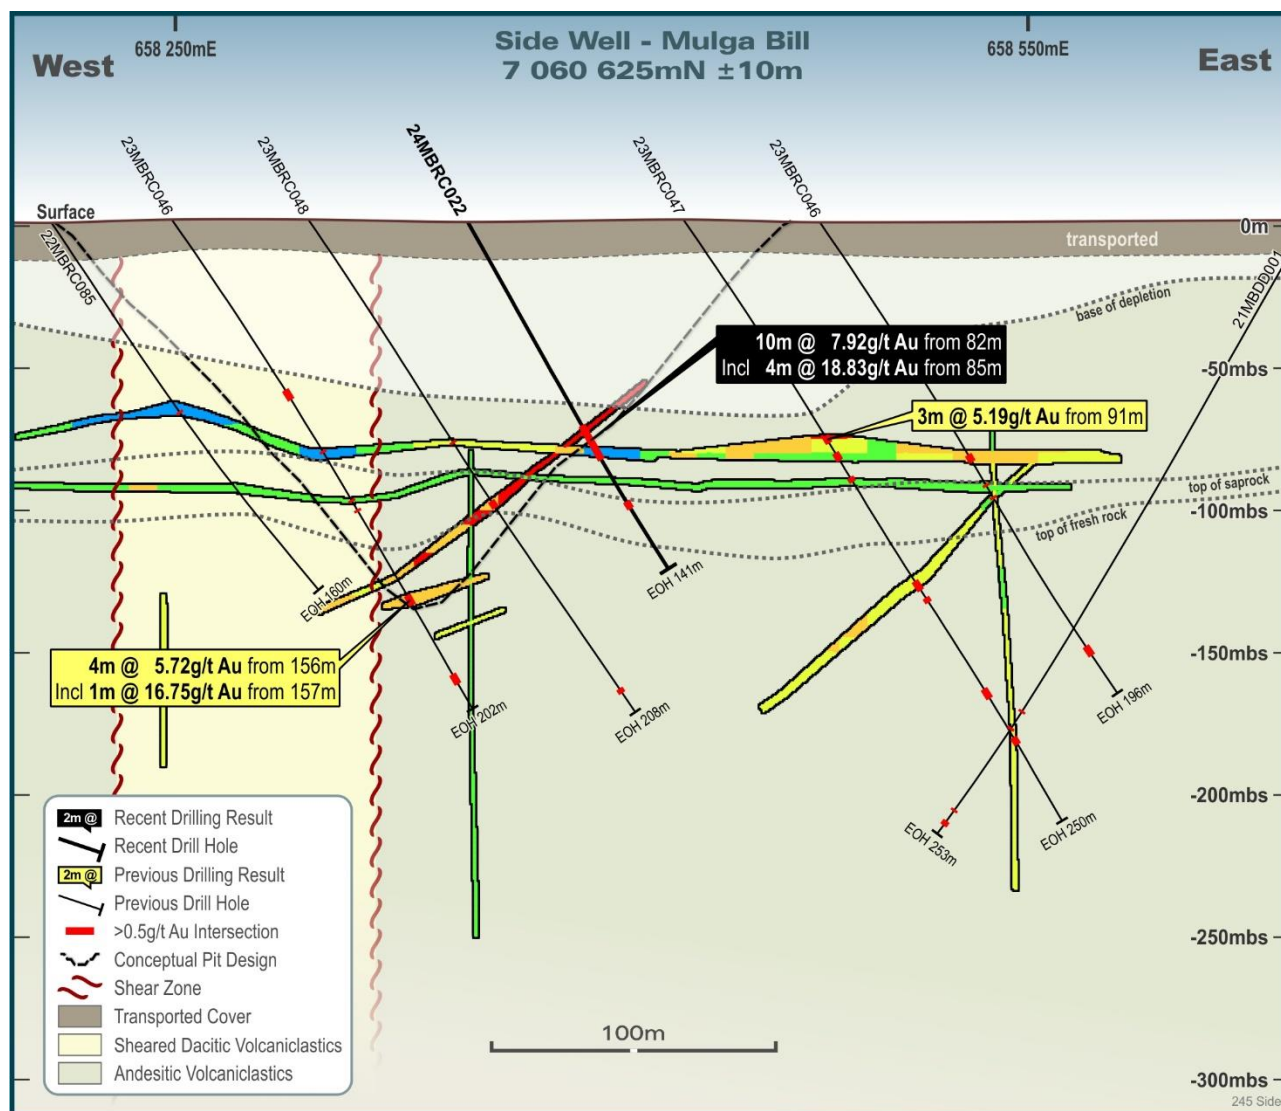 658 250mE
Side Well - Mulga Bill
7 060 625mN ±10m
658 550mE
West
East
23MBRC046
23MBRC048
24MBRC022
23MBRC047
23MBRC046
Surface
0m
22MBRC085
transported
21MBDD001
base of depletion
10m @ 7.92g/t Au from 82m
Incl 4m @ 18.83g/t Au from 85m
-50mbs
3m @ 5.19g/t Au from 91m
top of saprock
-100mbs
top of fresh rock
EOH 160m
EOH 141m
4m @ 5.72g/t Au from 156m
Incl 1m @ 16.75g/t Au from 157m
-150mbs
EOH 202m
EOH 208m
EOH 196m
-200mbs
EOH 253m
EOH 250m
2m @ Recent Drilling Result
Recent Drill Hole
2m @ Previous Drilling Result
Previous Drill Hole
>0.5g/t Au Intersection
Conceptual Pit Design
Shear Zone
Transported Cover
Sheared Dacitic Volcaniclastics
Andesitic Volcaniclastics
-250mbs
100m
-300mbs
245 Side